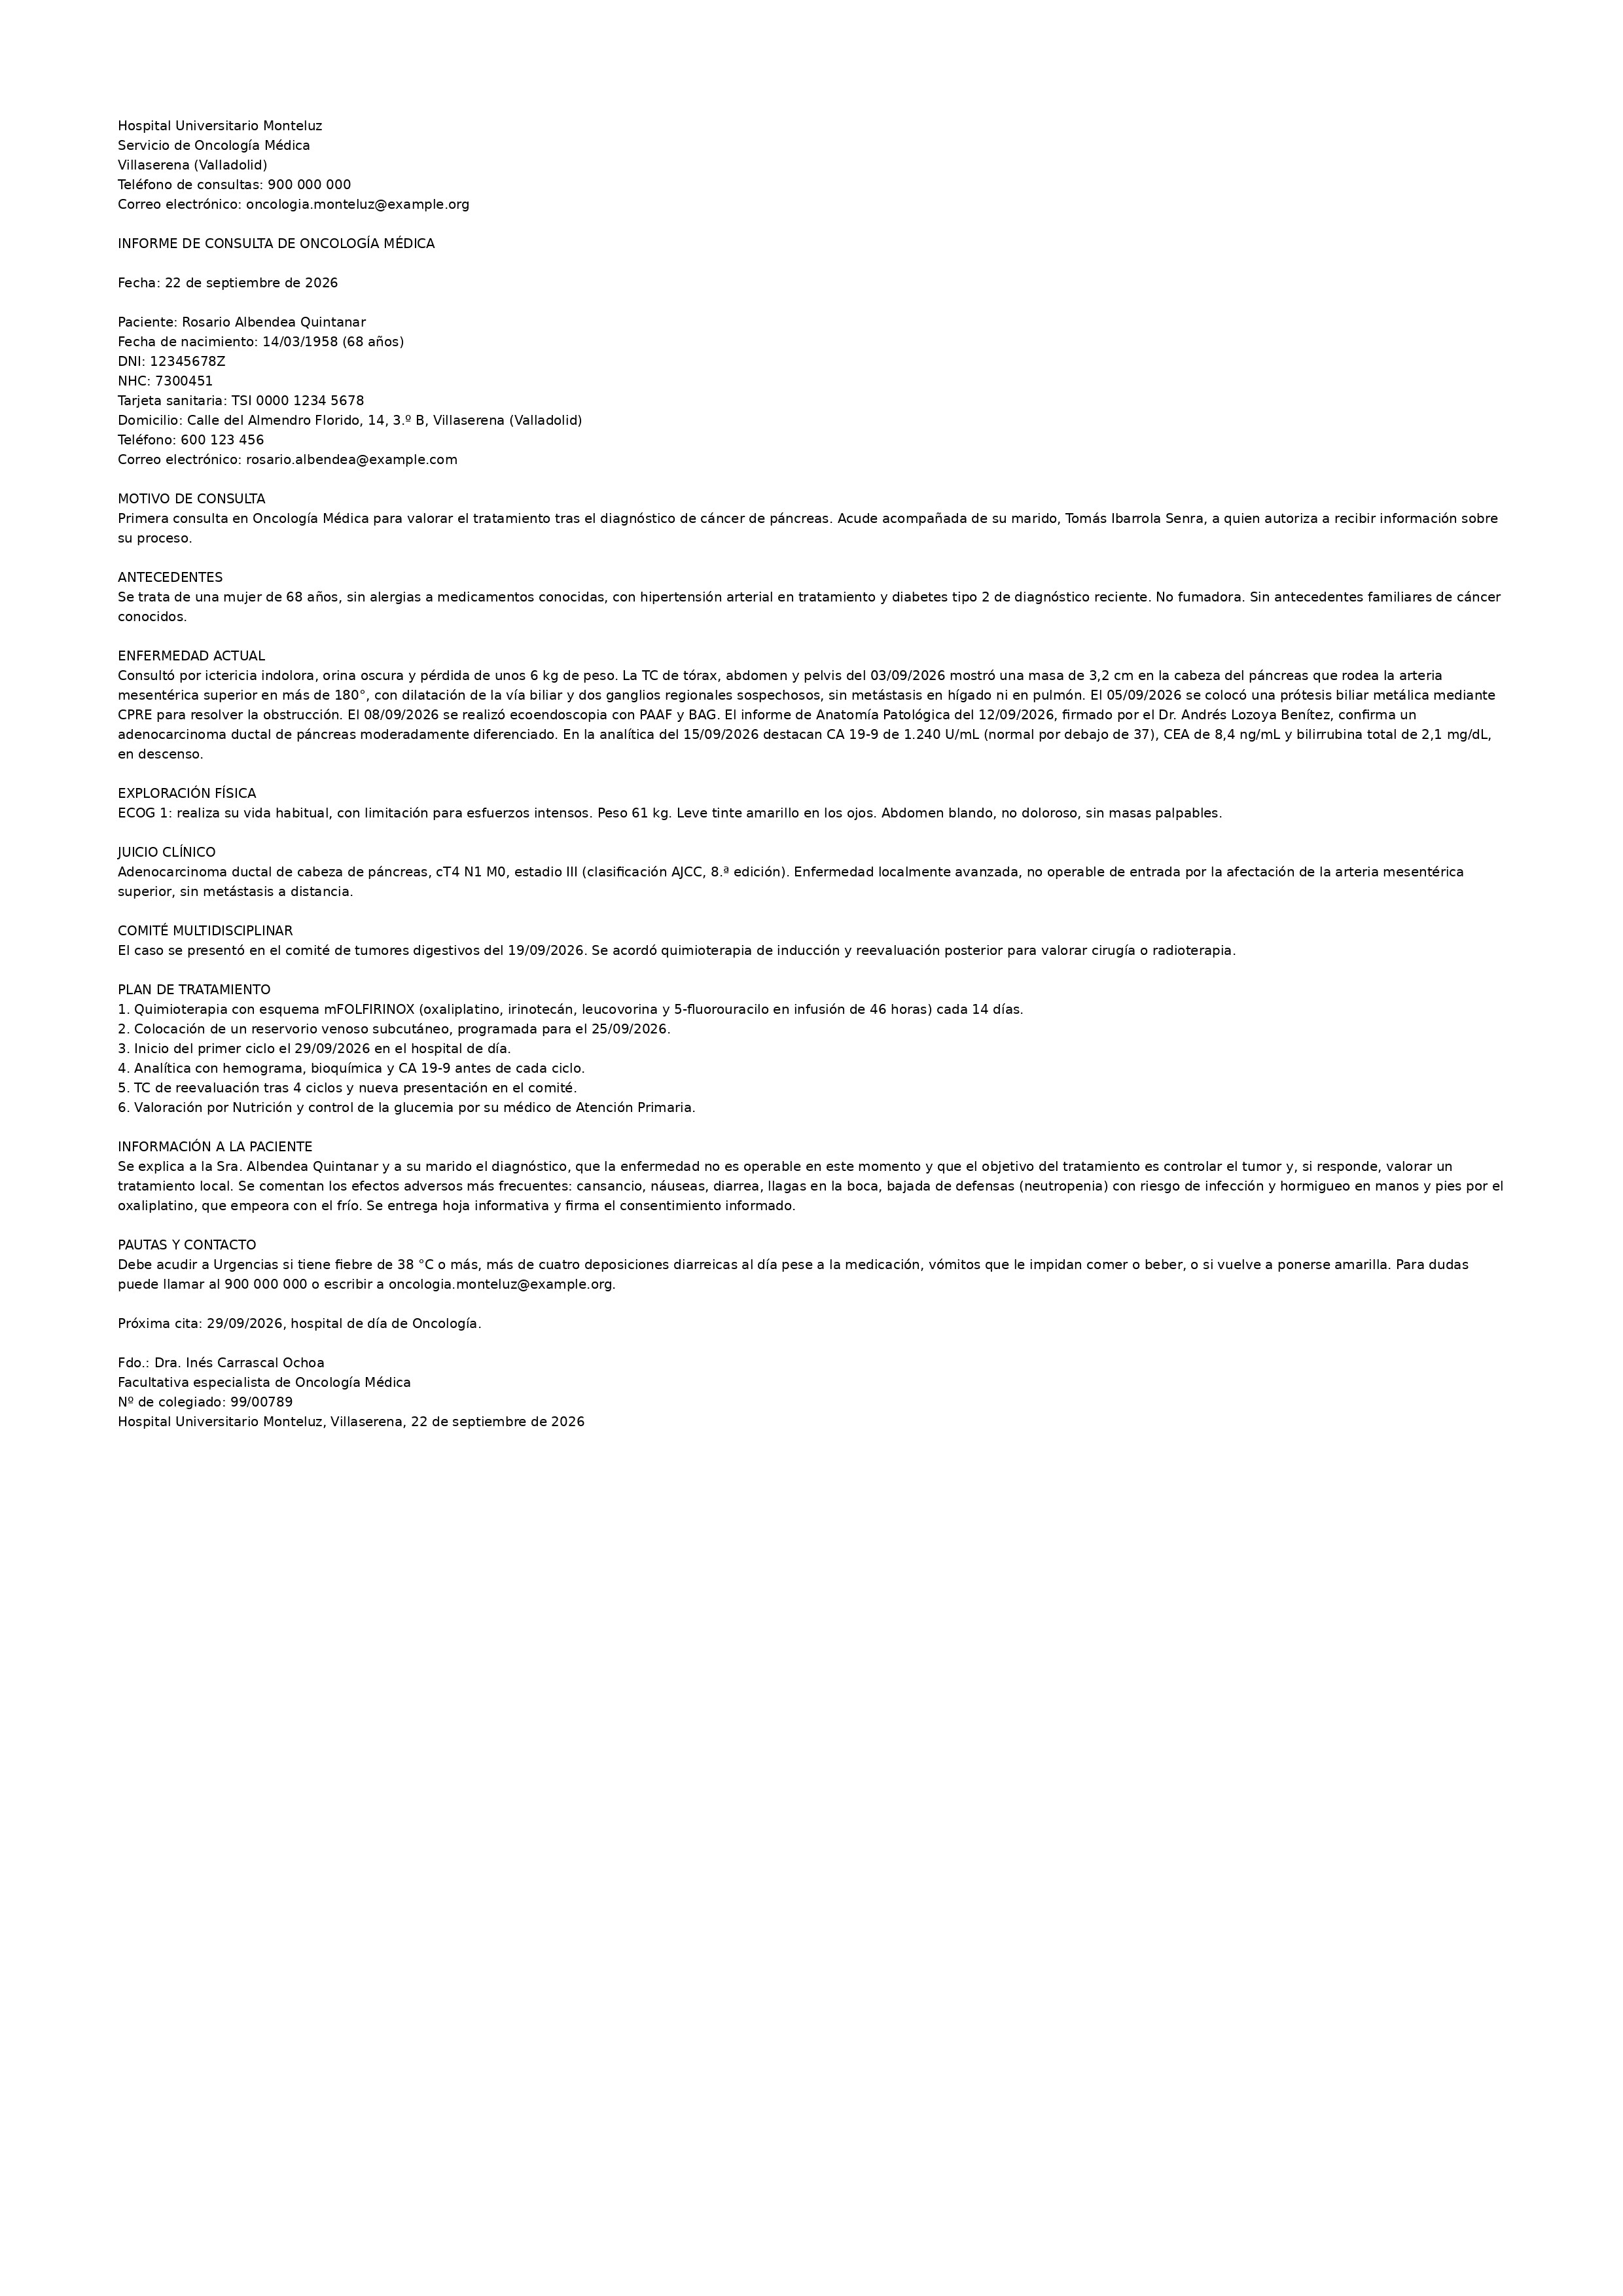 Hospital Universitario Monteluz
Servicio de Oncología Médica
Villaserena (Valladolid)
Teléfono de consultas: 900 000 000
Correo electrónico: oncologia.monteluz@example.org
INFORME DE CONSULTA DE ONCOLOGÍA MÉDICA
Fecha: 22 de septiembre de 2026
Paciente: Rosario Albendea Quintanar
Fecha de nacimiento: 14/03/1958 (68 años)
DNI: 12345678Z
NHC: 7300451
Tarjeta sanitaria: TSI 0000 1234 5678
Domicilio: Calle del Almendro Florido, 14, 3.º B, Villaserena (Valladolid)
Teléfono: 600 123 456
Correo electrónico: rosario.albendea@example.com
MOTIVO DE CONSULTA
Primera consulta en Oncología Médica para valorar el tratamiento tras el diagnóstico de cáncer de páncreas. Acude acompañada de su marido, Tomás Ibarrola Senra, a quien autoriza a recibir información sobre
su proceso.
ANTECEDENTES
Se trata de una mujer de 68 años, sin alergias a medicamentos conocidas, con hipertensión arterial en tratamiento y diabetes tipo 2 de diagnóstico reciente. No fumadora. Sin antecedentes familiares de cáncer
conocidos.
ENFERMEDAD ACTUAL
Consultó por ictericia indolora, orina oscura y pérdida de unos 6 kg de peso. La TC de tórax, abdomen y pelvis del 03/09/2026 mostró una masa de 3,2 cm en la cabeza del páncreas que rodea la arteria
mesentérica superior en más de 180°, con dilatación de la vía biliar y dos ganglios regionales sospechosos, sin metástasis en hígado ni en pulmón. El 05/09/2026 se colocó una prótesis biliar metálica mediante
CPRE para resolver la obstrucción. El 08/09/2026 se realizó ecoendoscopia con PAAF y BAG. El informe de Anatomía Patológica del 12/09/2026, firmado por el Dr. Andrés Lozoya Benítez, confirma un
adenocarcinoma ductal de páncreas moderadamente diferenciado. En la analítica del 15/09/2026 destacan CA 19-9 de 1.240 U/mL (normal por debajo de 37), CEA de 8,4 ng/mL y bilirrubina total de 2,1 mg/dL,
en descenso.
EXPLORACIÓN FÍSICA
ECOG 1: realiza su vida habitual, con limitación para esfuerzos intensos. Peso 61 kg. Leve tinte amarillo en los ojos. Abdomen blando, no doloroso, sin masas palpables.
JUICIO CLÍNICO
Adenocarcinoma ductal de cabeza de páncreas, cT4 N1 M0, estadio III (clasificación AJCC, 8.ª edición). Enfermedad localmente avanzada, no operable de entrada por la afectación de la arteria mesentérica
superior, sin metástasis a distancia.
COMITÉ MULTIDISCIPLINAR
El caso se presentó en el comité de tumores digestivos del 19/09/2026. Se acordó quimioterapia de inducción y reevaluación posterior para valorar cirugía o radioterapia.
PLAN DE TRATAMIENTO
1. Quimioterapia con esquema mFOLFIRINOX (oxaliplatino, irinotecán, leucovorina y 5-fluorouracilo en infusión de 46 horas) cada 14 días.
2. Colocación de un reservorio venoso subcutáneo, programada para el 25/09/2026.
3. Inicio del primer ciclo el 29/09/2026 en el hospital de día.
4. Analítica con hemograma, bioquímica y CA 19-9 antes de cada ciclo.
5. TC de reevaluación tras 4 ciclos y nueva presentación en el comité.
6. Valoración por Nutrición y control de la glucemia por su médico de Atención Primaria.
INFORMACIÓN A LA PACIENTE
Se explica a la Sra. Albendea Quintanar y a su marido el diagnóstico, que la enfermedad no es operable en este momento y que el objetivo del tratamiento es controlar el tumor y, si responde, valorar un
tratamiento local. Se comentan los efectos adversos más frecuentes: cansancio, náuseas, diarrea, llagas en la boca, bajada de defensas (neutropenia) con riesgo de infección y hormigueo en manos y pies por el
oxaliplatino, que empeora con el frío. Se entrega hoja informativa y firma el consentimiento informado.
PAUTAS Y CONTACTO
Debe acudir a Urgencias si tiene fiebre de 38 °C o más, más de cuatro deposiciones diarreicas al día pese a la medicación, vómitos que le impidan comer o beber, o si vuelve a ponerse amarilla. Para dudas
puede llamar al 900 000 000 o escribir a oncologia.monteluz@example.org.
Próxima cita: 29/09/2026, hospital de día de Oncología.
Fdo.: Dra. Inés Carrascal Ochoa
Facultativa especialista de Oncología Médica
Nº de colegiado: 99/00789
Hospital Universitario Monteluz, Villaserena, 22 de septiembre de 2026